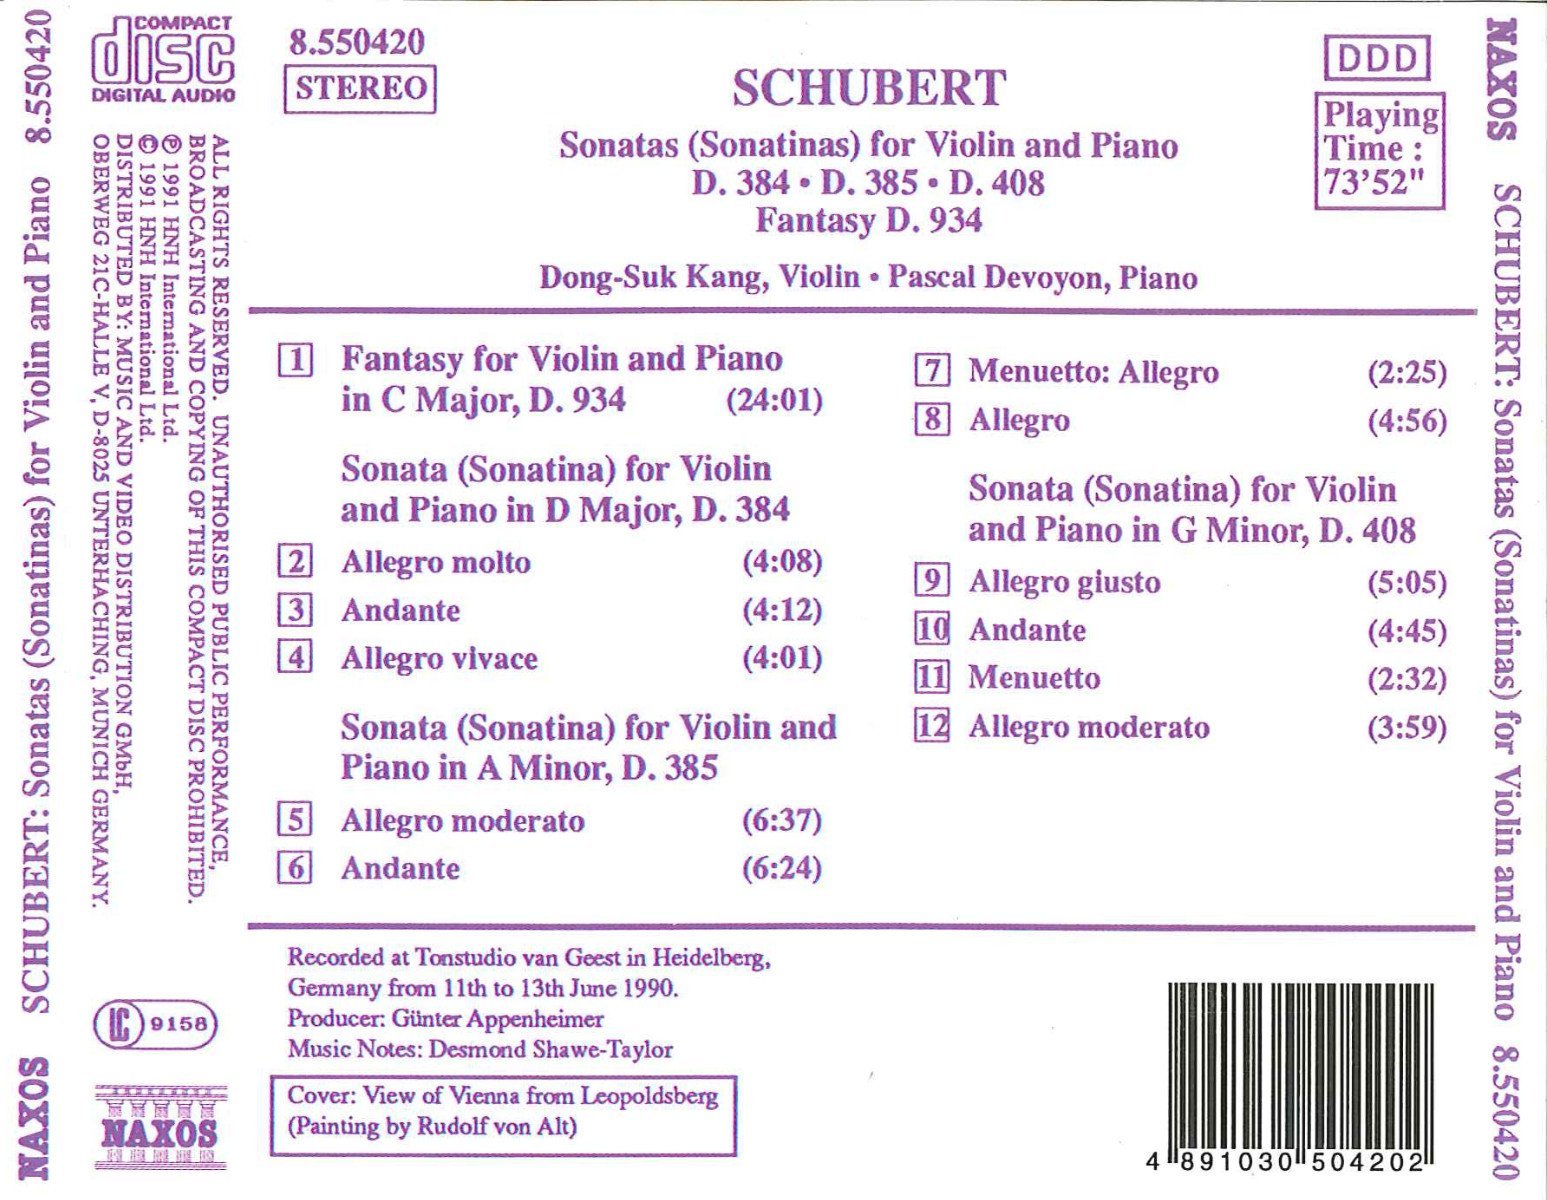 NAXOS SCHUBERT: Sonatas (Sonatinas) for Violin and Piano 8.550420
COMPACT
disc
DIGITAL AUDIO
ALL RIGHTS RESERVED. UNAUTHORISED PUBLIC PERFORMANCE,
BROADCASTING AND COPYING OF THIS COMPACT DISC PROHIBITED.
℗ 1991 HNH International Ltd.
© 1991 HNH International Ltd.
DISTRIBUTED BY: MUSIC AND VIDEO DISTRIBUTION GMbH,
OBERWEG 21C-HALLE V, D-8025 UNTERHACHING, MUNICH GERMANY.
LC 9158
NAXOS
8.550420
STEREO
SCHUBERT
Sonatas (Sonatinas) for Violin and Piano
D. 384 • D. 385 • D. 408
Fantasy D. 934
Dong-Suk Kang, Violin • Pascal Devoyon, Piano
DDD
Playing
Time :
73'52"
1 Fantasy for Violin and Piano
in C Major, D. 934 (24:01)
Sonata (Sonatina) for Violin
and Piano in D Major, D. 384
2 Allegro molto (4:08)
3 Andante (4:12)
4 Allegro vivace (4:01)
Sonata (Sonatina) for Violin and
Piano in A Minor, D. 385
5 Allegro moderato (6:37)
6 Andante (6:24)
7 Menuetto: Allegro (2:25)
8 Allegro (4:56)
Sonata (Sonatina) for Violin
and Piano in G Minor, D. 408
9 Allegro giusto (5:05)
10 Andante (4:45)
11 Menuetto (2:32)
12 Allegro moderato (3:59)
Recorded at Tonstudio van Geest in Heidelberg,
Germany from 11th to 13th June 1990.
Producer: Günter Appenheimer
Music Notes: Desmond Shawe-Taylor
Cover: View of Vienna from Leopoldsberg
(Painting by Rudolf von Alt)
4 891030 504202
NAXOS SCHUBERT: Sonatas (Sonatinas) for Violin and Piano 8.550420